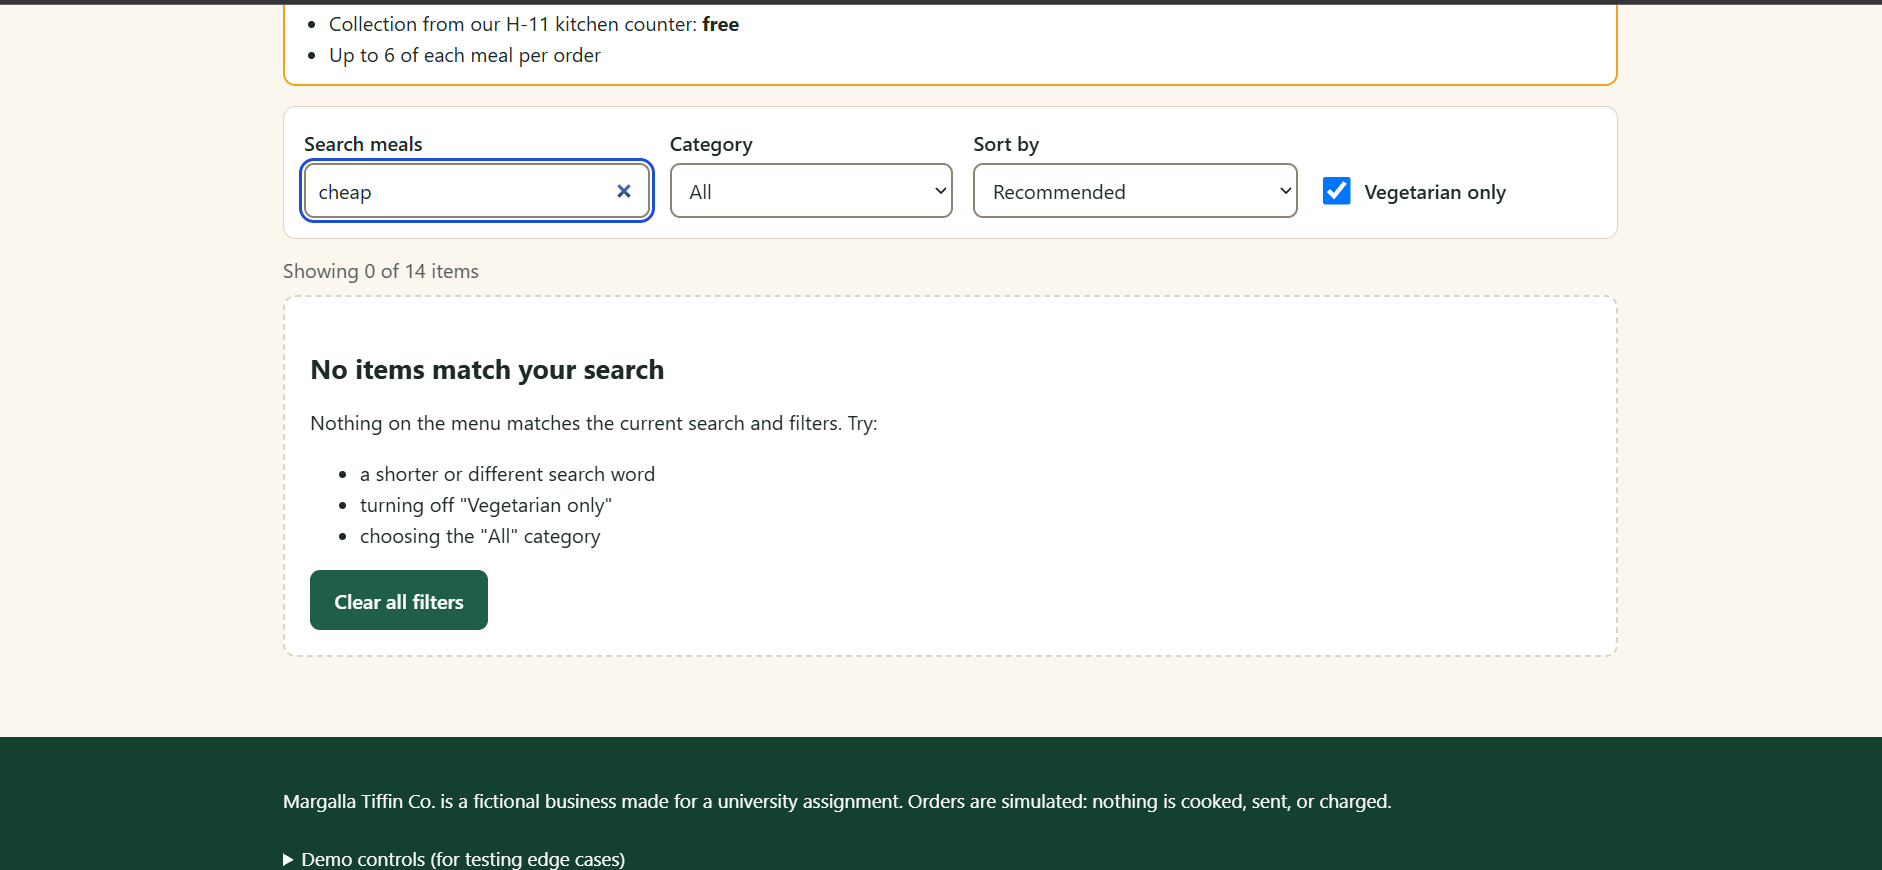 Collection from our H-11 kitchen counter: free
Up to 6 of each meal per order
Search meals
Category
Sort by
cheap
All
Recommended
Vegetarian only
Showing 0 of 14 items
No items match your search
Nothing on the menu matches the current search and filters. Try:
a shorter or different search word
turning off "Vegetarian only"
choosing the "All" category
Clear all filters
Margalla Tiffin Co. is a fictional business made for a university assignment. Orders are simulated: nothing is cooked, sent, or charged.
Demo controls (for testing edge cases)